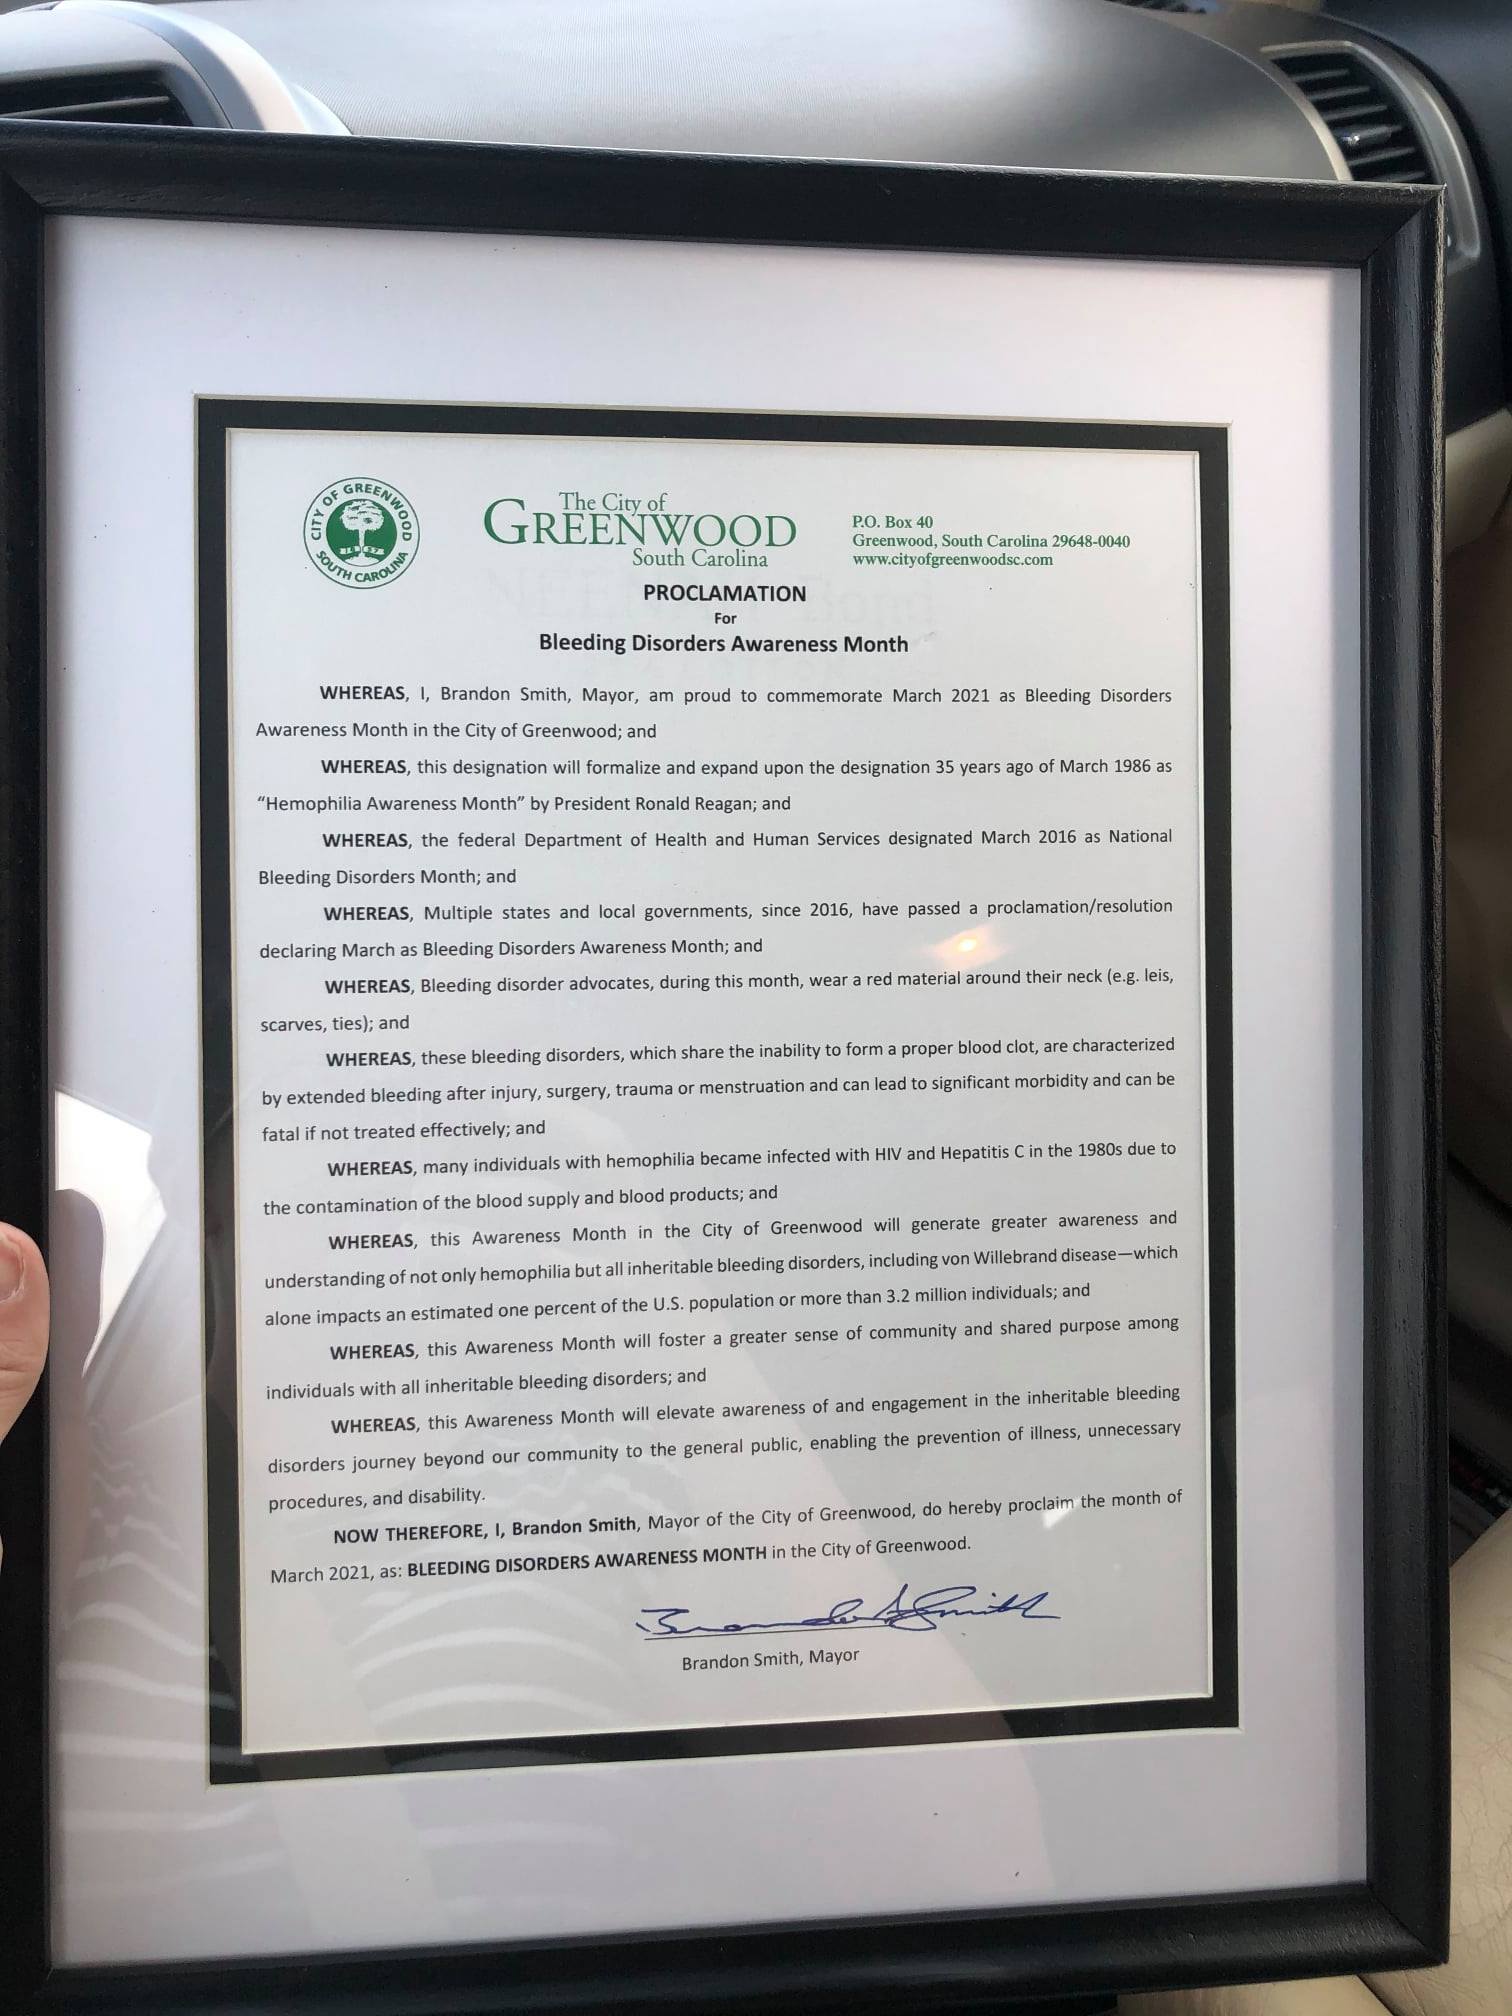 CITY OF GREENWOOD
SOUTH CAROLINA
The City of
GREENWOOD
South Carolina
P.O. Box 40
Greenwood, South Carolina 29648-0040
www.cityofgreenwoodsc.com
PROCLAMATION
For
Bleeding Disorders Awareness Month
WHEREAS, I, Brandon Smith, Mayor, am proud to commemorate March 2021 as Bleeding Disorders
Awareness Month in the City of Greenwood; and
WHEREAS, this designation will formalize and expand upon the designation 35 years ago of March 1986 as
“Hemophilia Awareness Month” by President Ronald Reagan; and
WHEREAS, the federal Department of Health and Human Services designated March 2016 as National
Bleeding Disorders Month; and
WHEREAS, Multiple states and local governments, since 2016, have passed a proclamation/resolution
declaring March as Bleeding Disorders Awareness Month; and
WHEREAS, Bleeding disorder advocates, during this month, wear a red material around their neck (e.g. leis,
scarves, ties); and
WHEREAS, these bleeding disorders, which share the inability to form a proper blood clot, are characterized
by extended bleeding after injury, surgery, trauma or menstruation and can lead to significant morbidity and can be
fatal if not treated effectively; and
WHEREAS, many individuals with hemophilia became infected with HIV and Hepatitis C in the 1980s due to
the contamination of the blood supply and blood products; and
WHEREAS, this Awareness Month in the City of Greenwood will generate greater awareness and
understanding of not only hemophilia but all inheritable bleeding disorders, including von Willebrand disease—which
alone impacts an estimated one percent of the U.S. population or more than 3.2 million individuals; and
WHEREAS, this Awareness Month will foster a greater sense of community and shared purpose among
individuals with all inheritable bleeding disorders; and
WHEREAS, this Awareness Month will elevate awareness of and engagement in the inheritable bleeding
disorders journey beyond our community to the general public, enabling the prevention of illness, unnecessary
procedures, and disability.
NOW THEREFORE, I, Brandon Smith, Mayor of the City of Greenwood, do hereby proclaim the month of
March 2021, as: BLEEDING DISORDERS AWARENESS MONTH in the City of Greenwood.
Brandon Smith, Mayor